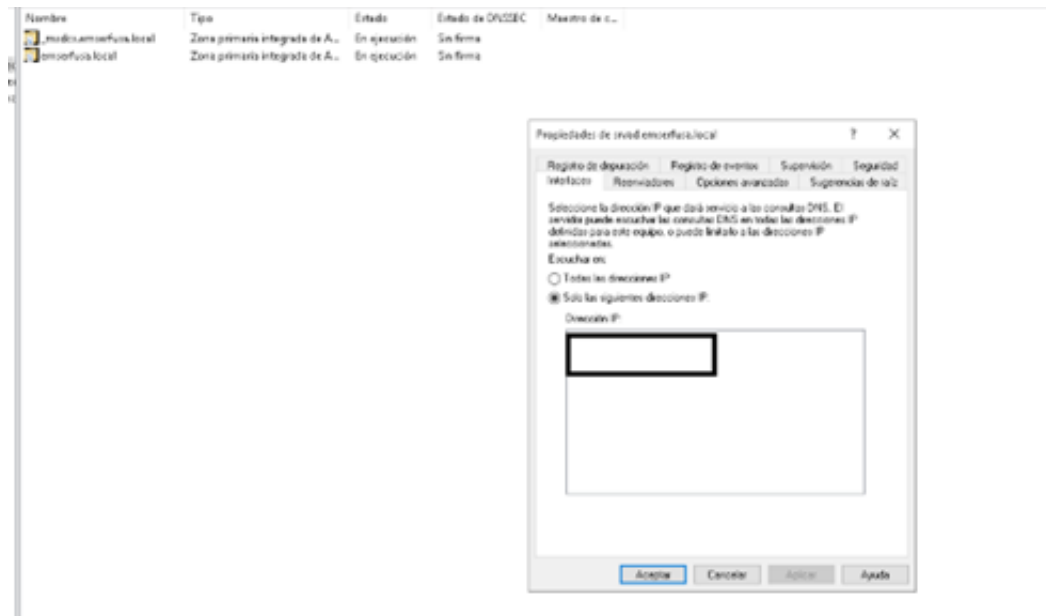 Nombre Tipo Estado Estado de DNSSEC Maestro de c...
_msdcs.emserfusa.local Zona primaria integrada de A... En ejecución Sin firma
emserfusa.local Zona primaria integrada de A... En ejecución Sin firma
Propiedades de srvad.emserfusa.local ? X
Registro de depuración Registro de eventos Supervisión Seguridad
Interfaces Reenviadores Opciones avanzadas Sugerencias de raíz
Seleccione la dirección IP que dará servicio a las consultas DNS. El
servidor puede escuchar las consultas DNS en todas las direcciones IP
definidas para este equipo, o puede limitarlo a las direcciones IP
seleccionadas.
Escuchar en:
Todas las direcciones IP
Solo las siguientes direcciones IP:
Dirección IP:
Aceptar Cancelar Aplicar Ayuda